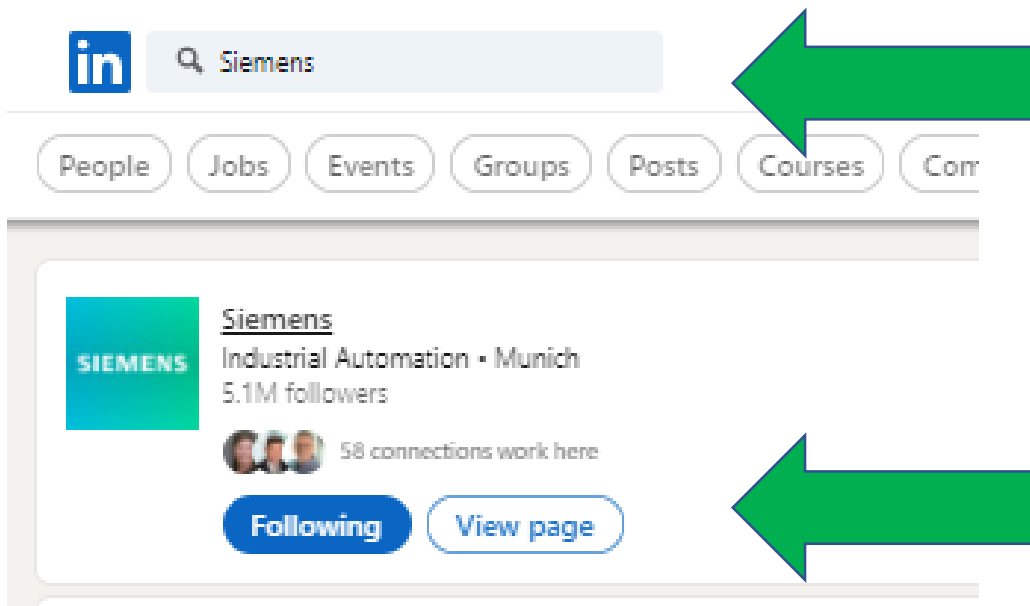 in Siemens
People Jobs Events Groups Posts Courses Com
Siemens
SIEMENS Industrial Automation • Munich
5.1M followers
58 connections work here
Following View page